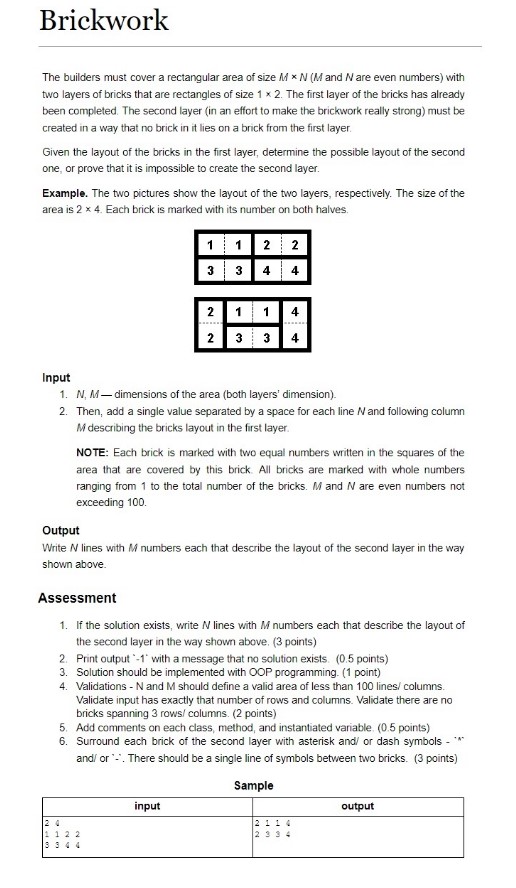 Brickwork
The builders must cover a rectangular area of size M × N (M and N are even numbers) with
two layers of bricks that are rectangles of size 1 × 2. The first layer of the bricks has already
been completed. The second layer (in an effort to make the brickwork really strong) must be
created in a way that no brick in it lies on a brick from the first layer.
Given the layout of the bricks in the first layer, determine the possible layout of the second
one, or prove that it is impossible to create the second layer.
Example. The two pictures show the layout of the two layers, respectively. The size of the
area is 2 × 4. Each brick is marked with its number on both halves.
1 1 2 2
3 3 4 4
2 1 1 4
2 3 3 4
Input
1. N, M — dimensions of the area (both layers' dimension).
2. Then, add a single value separated by a space for each line N and following column
M describing the bricks layout in the first layer.
NOTE: Each brick is marked with two equal numbers written in the squares of the
area that are covered by this brick. All bricks are marked with whole numbers
ranging from 1 to the total number of the bricks. M and N are even numbers not
exceeding 100.
Output
Write N lines with M numbers each that describe the layout of the second layer in the way
shown above.
Assessment
1. If the solution exists, write N lines with M numbers each that describe the layout of
the second layer in the way shown above. (3 points)
2. Print output `-1` with a message that no solution exists. (0.5 points)
3. Solution should be implemented with OOP programming. (1 point)
4. Validations - N and M should define a valid area of less than 100 lines/ columns.
Validate input has exactly that number of rows and columns. Validate there are no
bricks spanning 3 rows/ columns. (2 points)
5. Add comments on each class, method, and instantiated variable. (0.5 points)
6. Surround each brick of the second layer with asterisk and/ or dash symbols - `*`
and/ or `-`. There should be a single line of symbols between two bricks. (3 points)
Sample
input output
2 4 2 1 1 4
1 1 2 2 2 3 3 4
3 3 4 4